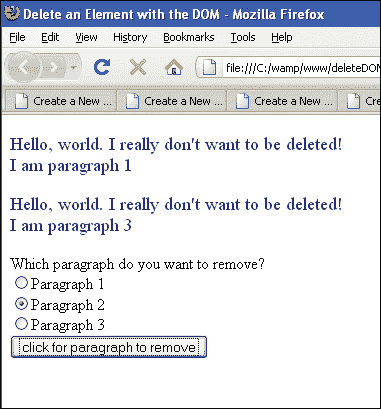 Delete an Element with the DOM - Mozilla Firefox
File Edit View History Bookmarks Tools Help
file:///C:/wamp/www/deleteDOM
Create a New ... Create a New ... Create a New ...
Hello, world. I really don't want to be deleted!
I am paragraph 1
Hello, world. I really don't want to be deleted!
I am paragraph 3
Which paragraph do you want to remove?
Paragraph 1
Paragraph 2
Paragraph 3
click for paragraph to remove